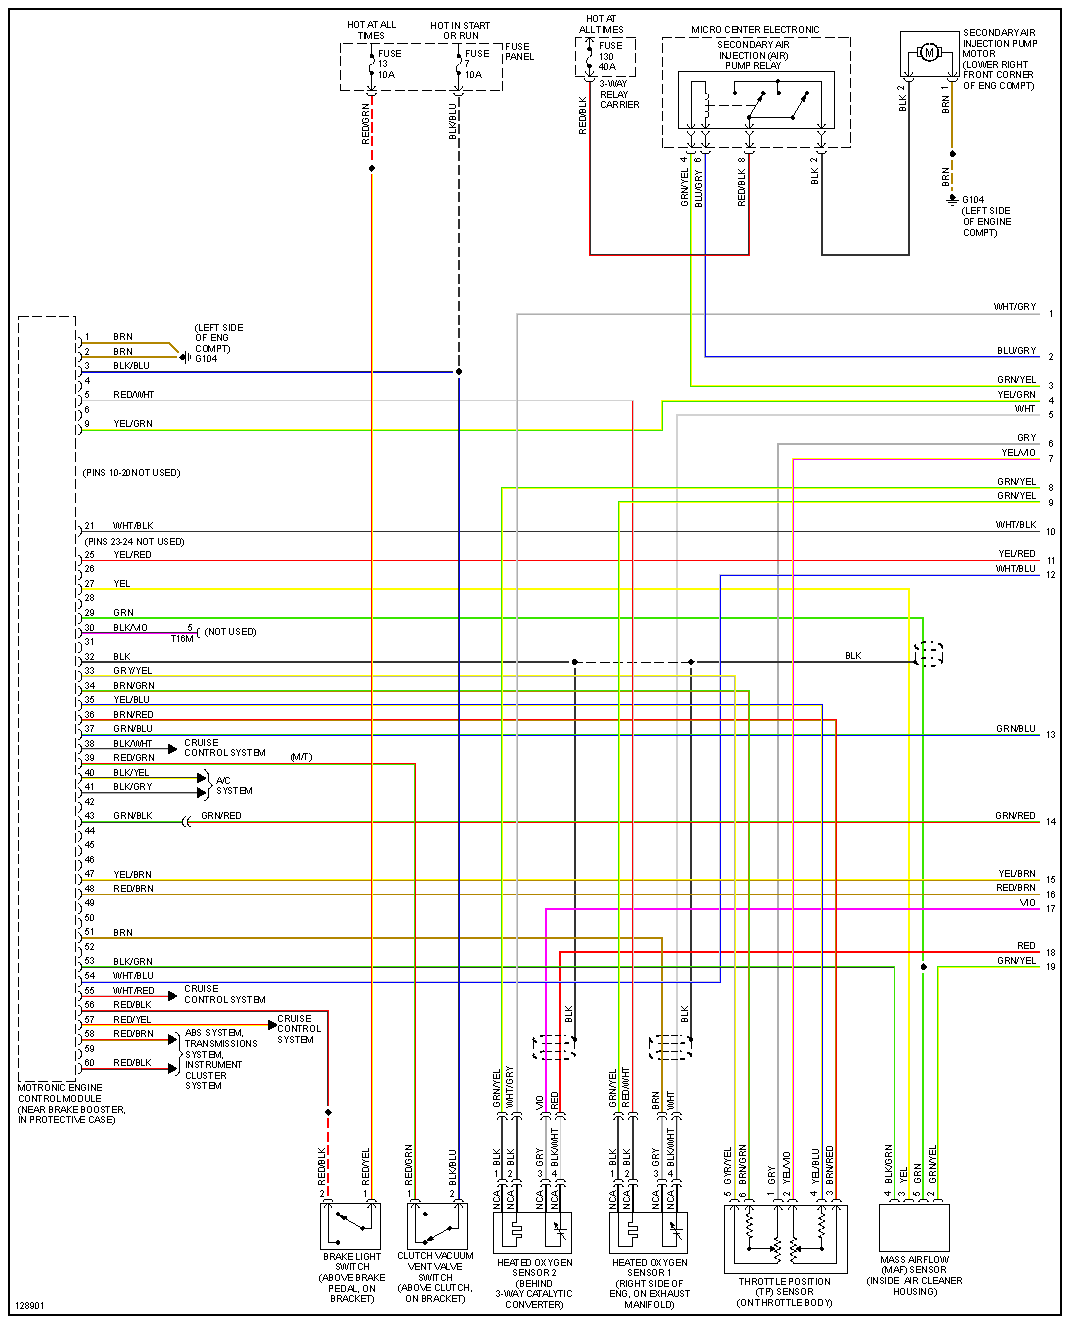 HOT AT ALL
TIMES
HOT IN START
OR RUN
FUSE
13
10A
FUSE
7
10A
FUSE
PANEL
RED/GRN
BLK/BLU
HOT AT
ALL TIMES
FUSE
130
40A
3-WAY
RELAY
CARRIER
RED/BLK
MICRO CENTER ELECTRONIC
SECONDARY AIR
INJECTION (AIR)
PUMP RELAY
GRN/YEL 4
BLU/GRY 6
RED/BLK 8
BLK 2
M
SECONDARY AIR
INJECTION PUMP
MOTOR
(LOWER RIGHT
FRONT CORNER
OF ENG COMPT)
BLK 2
BRN 1
BRN
G104
(LEFT SIDE
OF ENGINE
COMPT)
WHT/GRY 1
BLU/GRY 2
GRN/YEL 3
YEL/GRN 4
WHT 5
GRY 6
YEL/VIO 7
GRN/YEL 8
GRN/YEL 9
WHT/BLK 10
YEL/RED 11
WHT/BLU 12
GRN/BLU 13
GRN/RED 14
YEL/BRN 15
RED/BRN 16
VIO 17
RED 18
GRN/YEL 19
1 BRN
2 BRN
(LEFT SIDE
OF ENG
COMPT)
G104
3 BLK/BLU
4
5 RED/WHT
6
9 YEL/GRN
(PINS 10-20 NOT USED)
21 WHT/BLK
(PINS 23-24 NOT USED)
25 YEL/RED
26
27 YEL
28
29 GRN
30 BLK/VIO 5 (NOT USED)
T16M
31
32 BLK
BLK
33 GRY/YEL
34 BRN/GRN
35 YEL/BLU
36 BRN/RED
37 GRN/BLU
38 BLK/WHT CRUISE
CONTROL SYSTEM
39 RED/GRN (M/T)
40 BLK/YEL
41 BLK/GRY
A/C
SYSTEM
42
43 GRN/BLK GRN/RED
44
45
46
47 YEL/BRN
48 RED/BRN
49
50
51 BRN
52
53 BLK/GRN
54 WHT/BLU
55 WHT/RED CRUISE
CONTROL SYSTEM
56 RED/BLK
57 RED/YEL CRUISE
CONTROL
SYSTEM
58 RED/BRN
59
60 RED/BLK
ABS SYSTEM,
TRANSMISSIONS
SYSTEM,
INSTRUMENT
CLUSTER
SYSTEM
MOTRONIC ENGINE
CONTROL MODULE
(NEAR BRAKE BOOSTER,
IN PROTECTIVE CASE)
BLK
BLK
GRN/YEL
WHT/GRY
VIO
RED
GRN/YEL
RED/WHT
BRN
WHT
2 RED/BLK
1 RED/YEL
1 RED/GRN
2 BLK/BLU
NCA 1 BLK
NCA 2 BLK
NCA 3 GRY
NCA 4 BLK/WHT
NCA 1 BLK
NCA 2 BLK
NCA 3 GRY
NCA 4 BLK/WHT
5 GYR/YEL
6 BRN/GRN
1 GRY
2 YEL/VIO
4 YEL/BLU
3 BRN/RED
4 BLK/GRN
3 YEL
5 GRN
2 GRN/YEL
BRAKE LIGHT
SWITCH
(ABOVE BRAKE
PEDAL, ON
BRACKET)
CLUTCH VACUUM
VENT VALVE
SWITCH
(ABOVE CLUTCH,
ON BRACKET)
HEATED OXYGEN
SENSOR 2
(BEHIND
3-WAY CATALYTIC
CONVERTER)
HEATED OXYGEN
SENSOR 1
(RIGHT SIDE OF
ENG, ON EXHAUST
MANIFOLD)
THROTTLE POSITION
(TP) SENSOR
(ON THROTTLE BODY)
MASS AIRFLOW
(MAF) SENSOR
(INSIDE AIR CLEANER
HOUSING)
128901